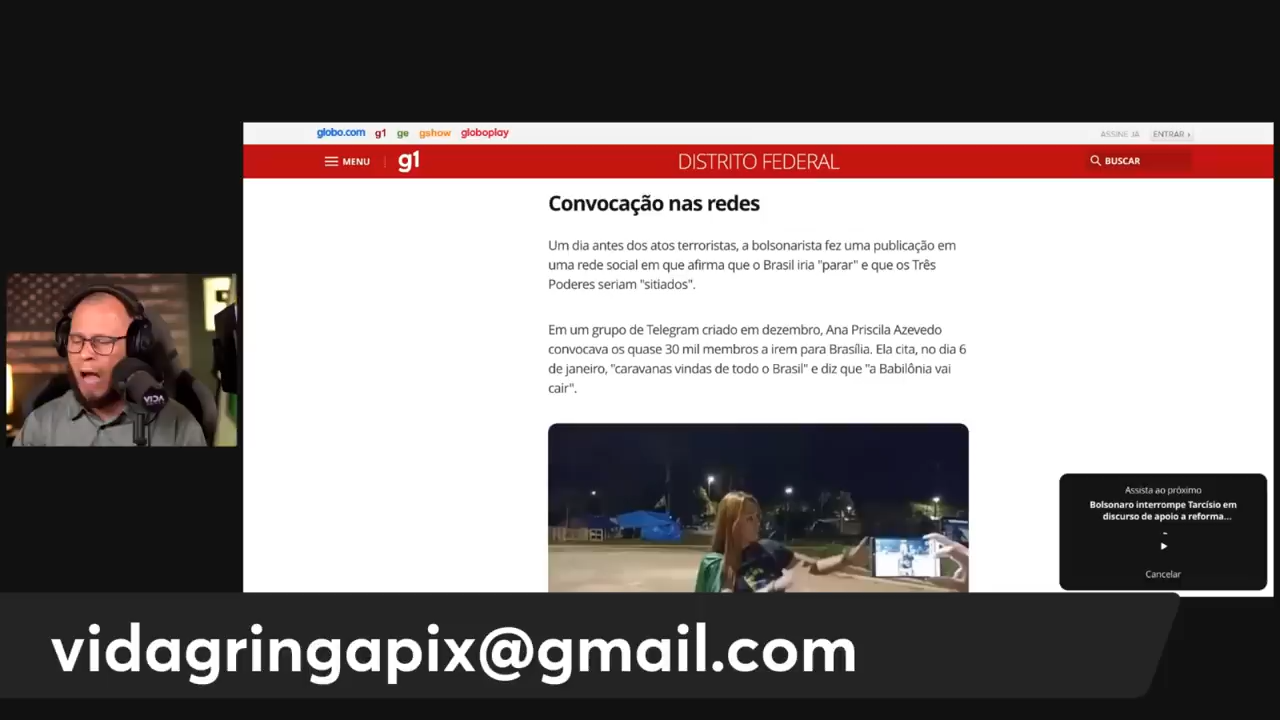 globo.com g1 ge gshow globoplay
ASSINE JÁ ENTRAR ›
MENU g1 DISTRITO FEDERAL BUSCAR
Convocação nas redes
Um dia antes dos atos terroristas, a bolsonarista fez uma publicação em
uma rede social em que afirma que o Brasil iria "parar" e que os Três
Poderes seriam "sitiados".
Em um grupo de Telegram criado em dezembro, Ana Priscila Azevedo
convocava os quase 30 mil membros a irem para Brasília. Ela cita, no dia 6
de janeiro, "caravanas vindas de todo o Brasil" e diz que "a Babilônia vai
cair".
VIDA
Assista ao próximo
Bolsonaro interrompe Tarcísio em
discurso de apoio a reforma...
Cancelar
vidagringapix@gmail.com